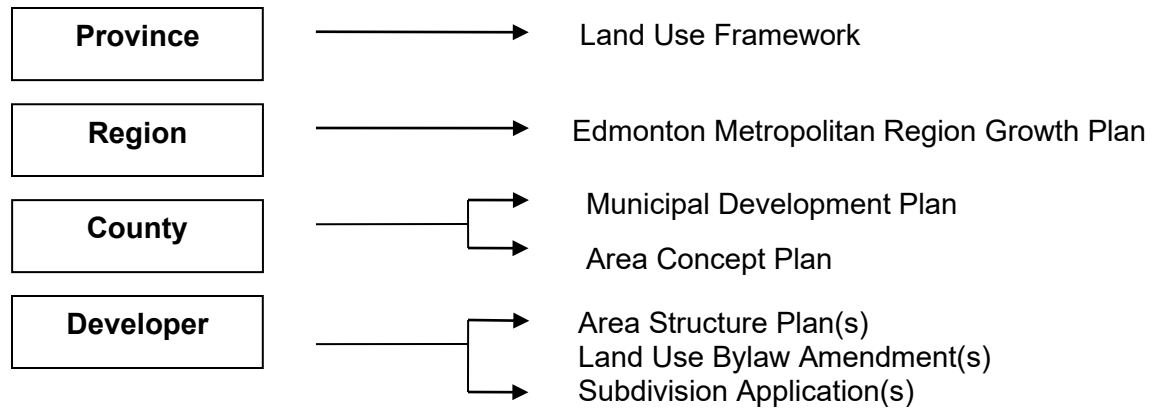 Province
Land Use Framework
Region
Edmonton Metropolitan Region Growth Plan
County
Municipal Development Plan
Area Concept Plan
Developer
Area Structure Plan(s)
Land Use Bylaw Amendment(s)
Subdivision Application(s)